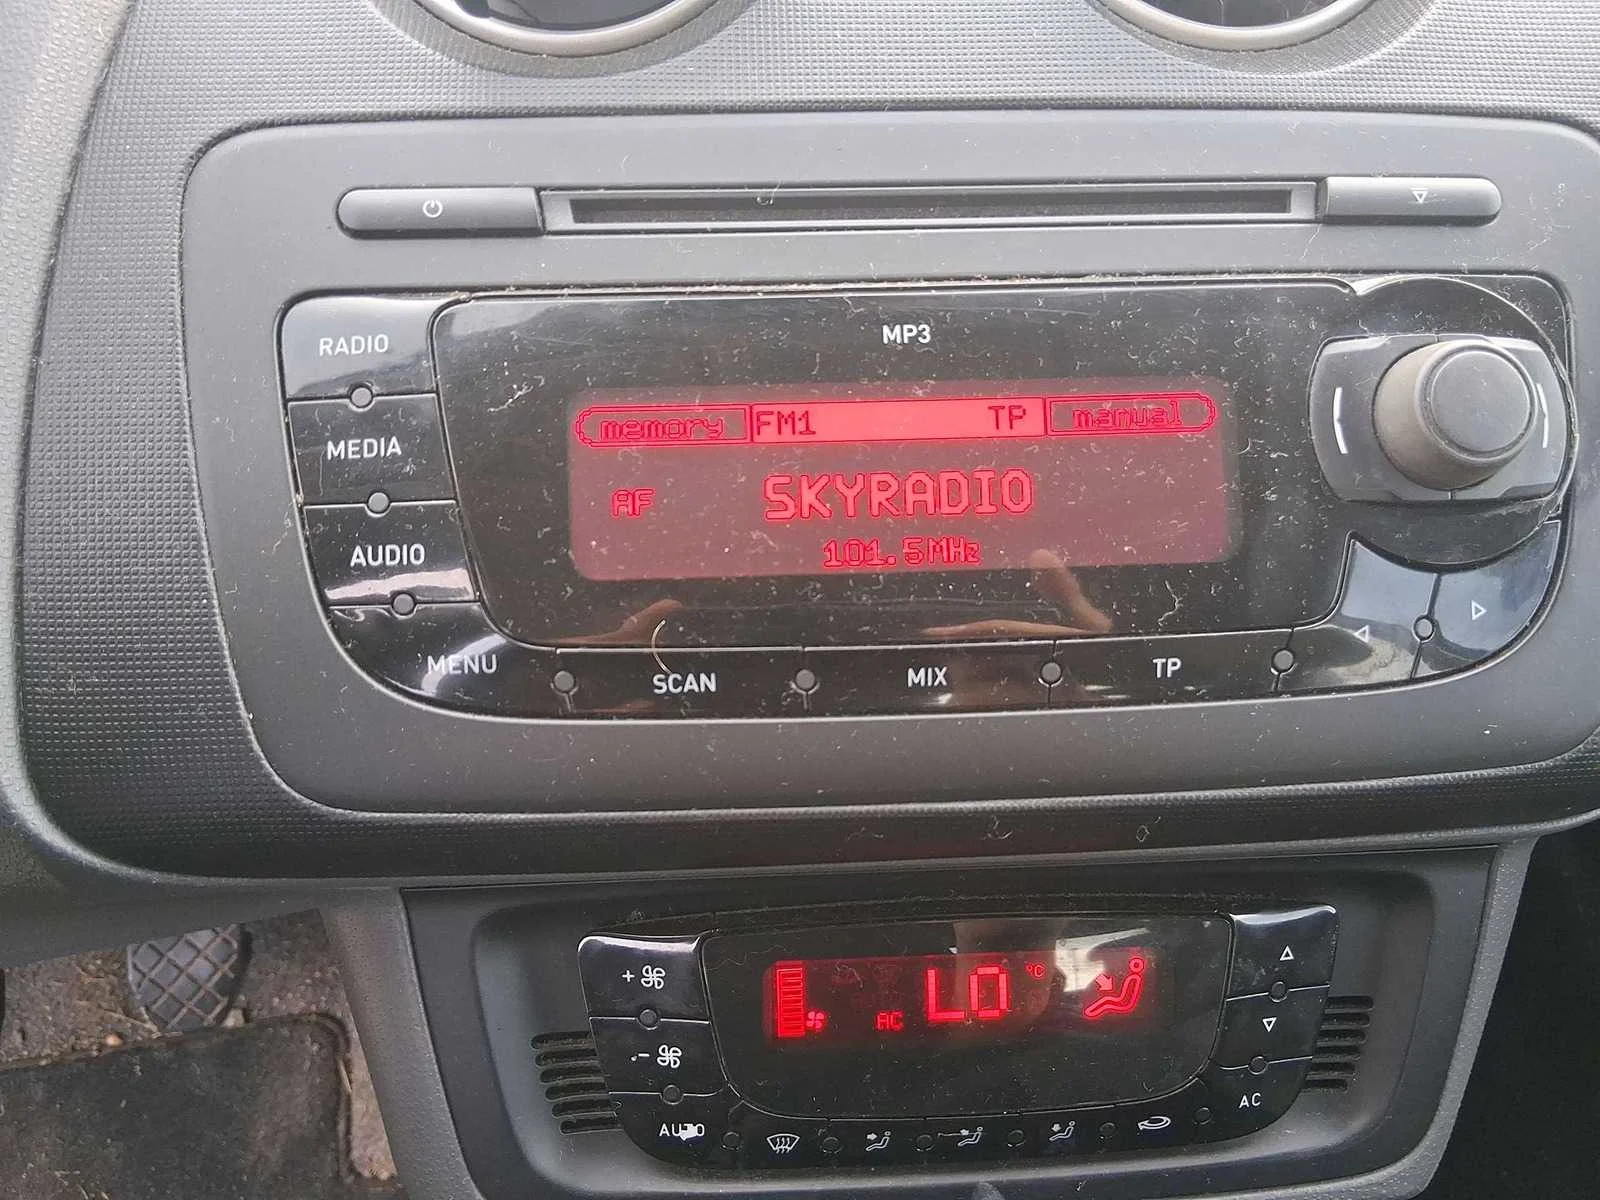 MP3
RADIO
MEDIA
AUDIO
MENU
memory FM1 TP manual
AF SKYRADIO
101.5MHz
SCAN MIX TP
AC LO °C
+
-
AUTO
AC